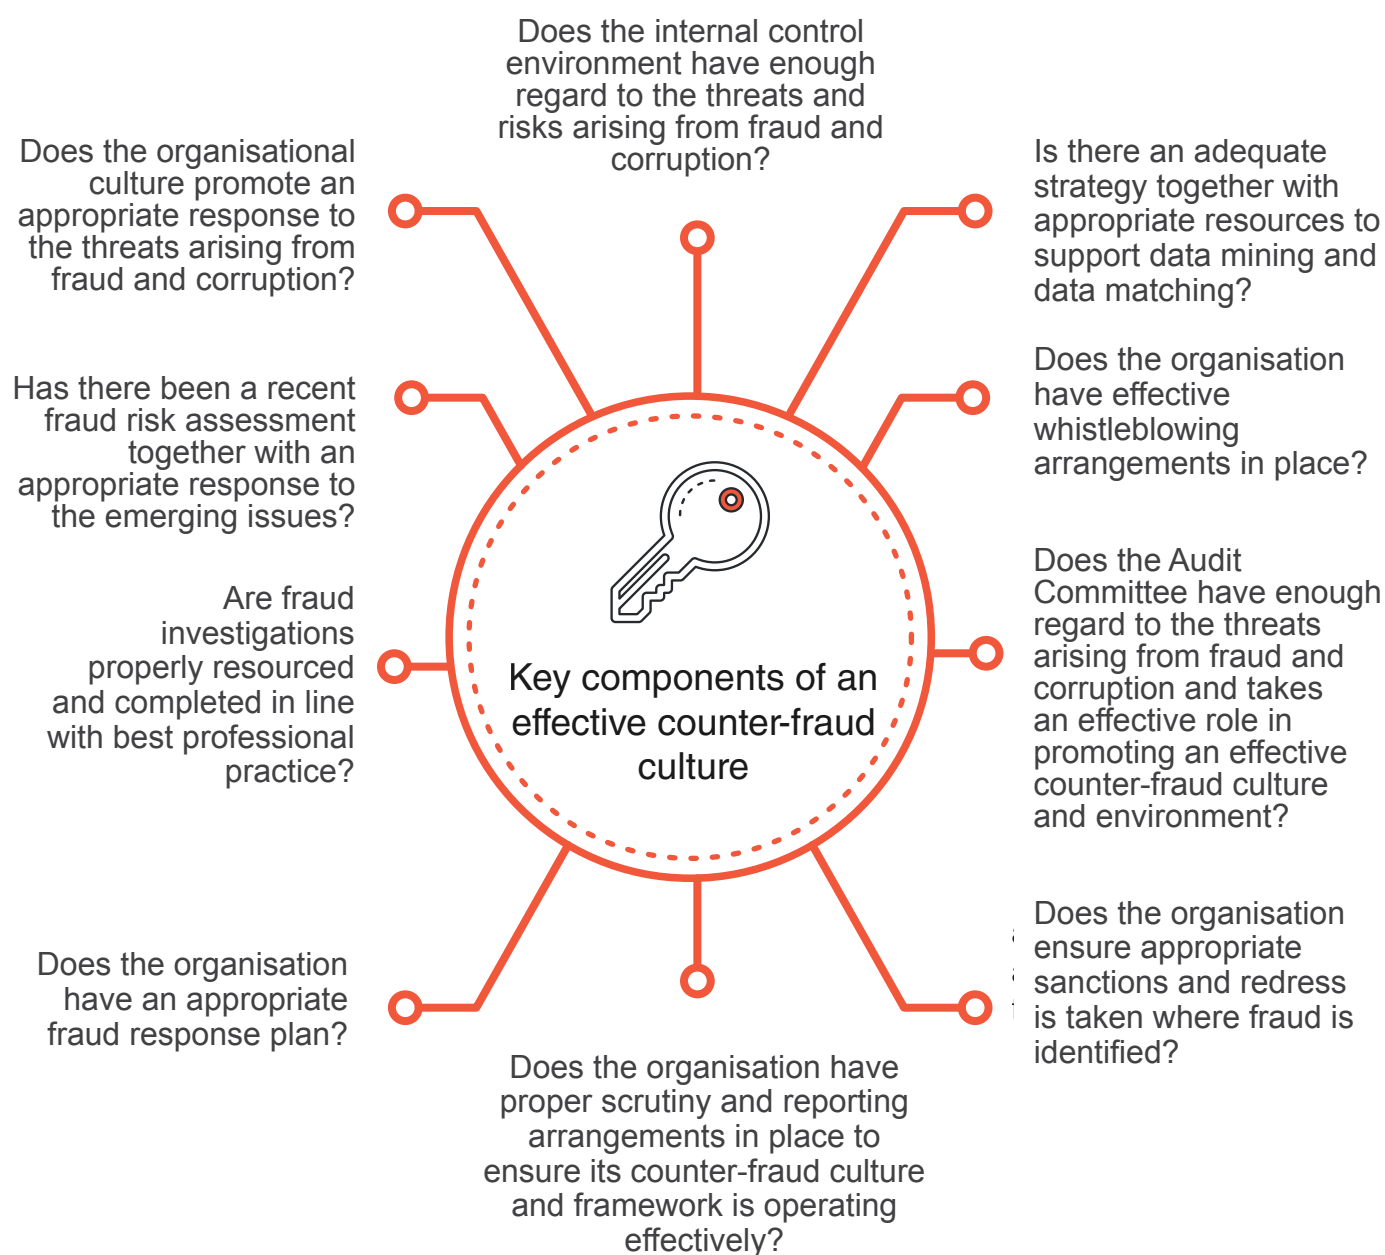 Does the internal control
environment have enough
regard to the threats and
risks arising from fraud and
corruption?
Does the organisational
culture promote an
appropriate response to
the threats arising from
fraud and corruption?
Is there an adequate
strategy together with
appropriate resources to
support data mining and
data matching?
Has there been a recent
fraud risk assessment
together with an
appropriate response to
the emerging issues?
Does the organisation
have effective
whistleblowing
arrangements in place?
Are fraud
investigations
properly resourced
and completed in line
with best professional
practice?
Key components of an
effective counter-fraud
culture
Does the Audit
Committee have enough
regard to the threats
arising from fraud and
corruption and takes
an effective role in
promoting an effective
counter-fraud culture
and environment?
Does the organisation
have an appropriate
fraud response plan?
Does the organisation
ensure appropriate
sanctions and redress
is taken where fraud is
identified?
Does the organisation have
proper scrutiny and reporting
arrangements in place to
ensure its counter-fraud culture
and framework is operating
effectively?